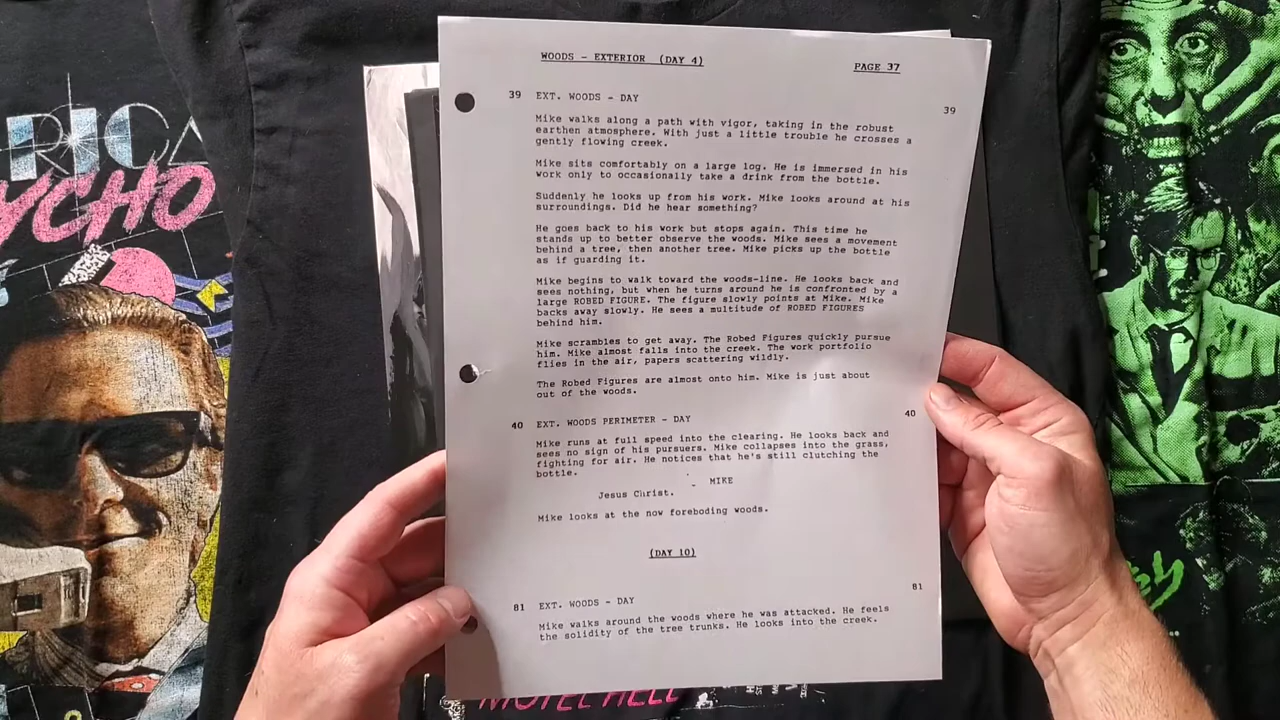 WOODS - EXTERIOR (DAY 4)
PAGE 37
39 EXT. WOODS - DAY 39
Mike walks along a path with vigor, taking in the robust
earthen atmosphere. With just a little trouble he crosses a
gently flowing creek.
Mike sits comfortably on a large log. He is immersed in his
work only to occasionally take a drink from the bottle.
Suddenly he looks up from his work. Mike looks around at his
surroundings. Did he hear something?
He goes back to his work but stops again. This time he
stands up to better observe the woods. Mike sees a movement
behind a tree, then another tree. Mike picks up the bottle
as if guarding it.
Mike begins to walk toward the woods-line. He looks back and
sees nothing, but when he turns around he is confronted by a
large ROBED FIGURE. The figure slowly points at Mike. Mike
backs away slowly. He sees a multitude of ROBED FIGURES
behind him.
Mike scrambles to get away. The Robed Figures quickly pursue
him. Mike almost falls into the creek. The work portfolio
flies in the air, papers scattering wildly.
The Robed Figures are almost onto him. Mike is just about
out of the woods.
40 EXT. WOODS PERIMETER - DAY 40
Mike runs at full speed into the clearing. He looks back and
sees no sign of his pursuers. Mike collapses into the grass,
fighting for air. He notices that he's still clutching the
bottle.
MIKE
Jesus Christ.
Mike looks at the now foreboding woods.
(DAY 10)
81 EXT. WOODS - DAY 81
Mike walks around the woods where he was attacked. He feels
the solidity of the tree trunks. He looks into the creek.
RICA
YCHO
MOTEL HELL